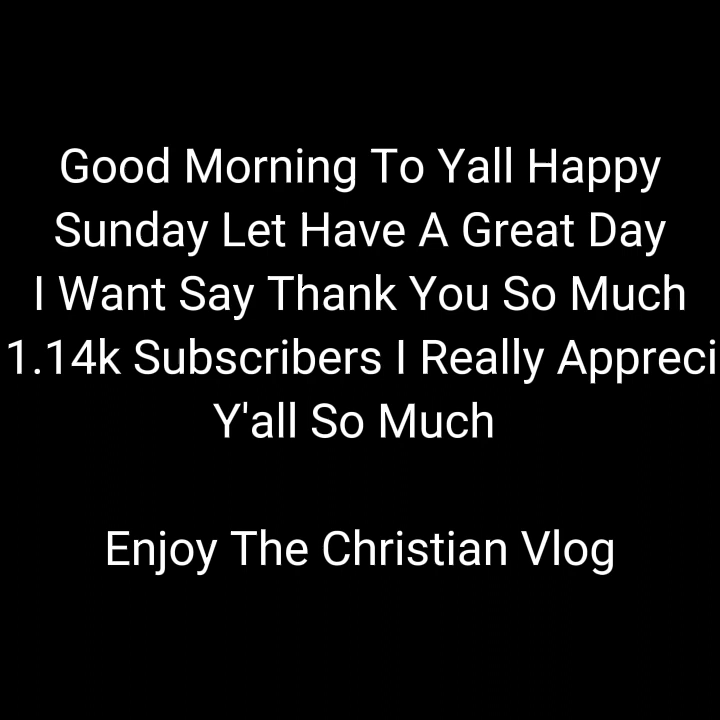 Good Morning To Yall Happy
Sunday Let Have A Great Day
I Want Say Thank You So Much
1.14k Subscribers I Really Appreci
Y'all So Much
Enjoy The Christian Vlog